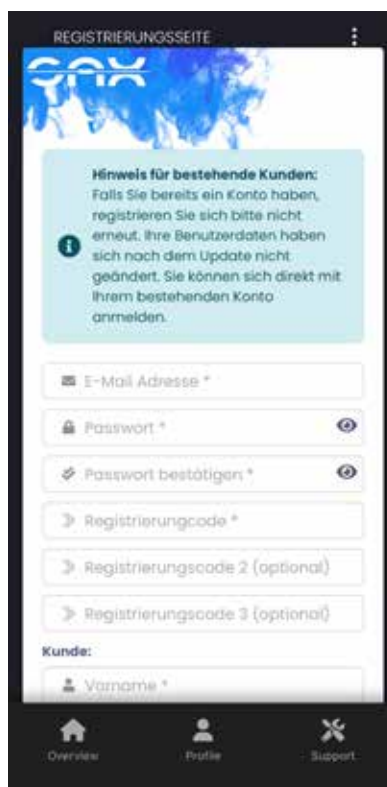 REGISTRIERUNGSSEITE
SAX
Hinweis für bestehende Kunden:
Falls Sie bereits ein Konto haben,
registrieren Sie sich bitte nicht
erneut. Ihre Benutzerdaten haben
sich nach dem Update nicht
geändert. Sie können sich direkt mit
Ihrem bestehenden Konto
anmelden.
E-Mail Adresse *
Passwort *
Passwort bestätigen *
Registrierungcode *
Registrierungscode 2 (optional)
Registrierungscode 3 (optional)
Kunde:
Vorname *
Overview
Profile
Support